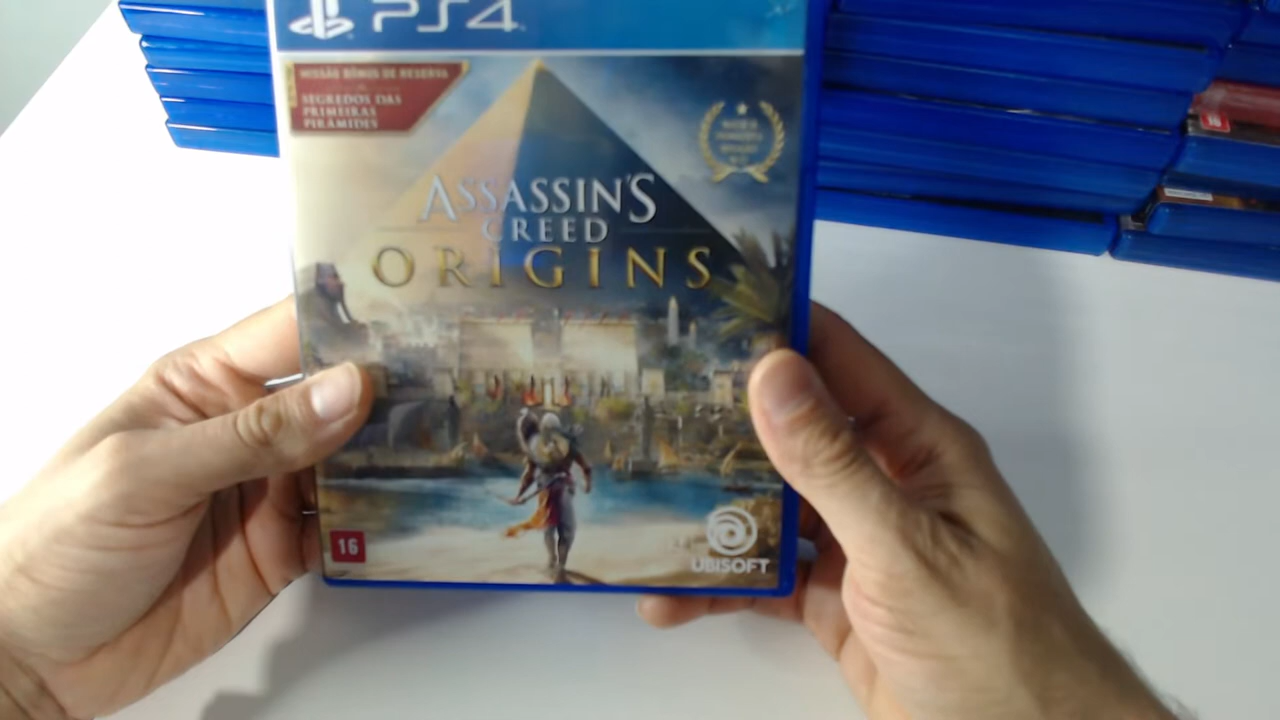 PS4
MISSÃO BÔNUS DE RESERVA
SEGREDOS DAS
PRIMEIRAS
PIRÂMIDES
ASSASSIN'S
CREED
ORIGINS
16
UBISOFT